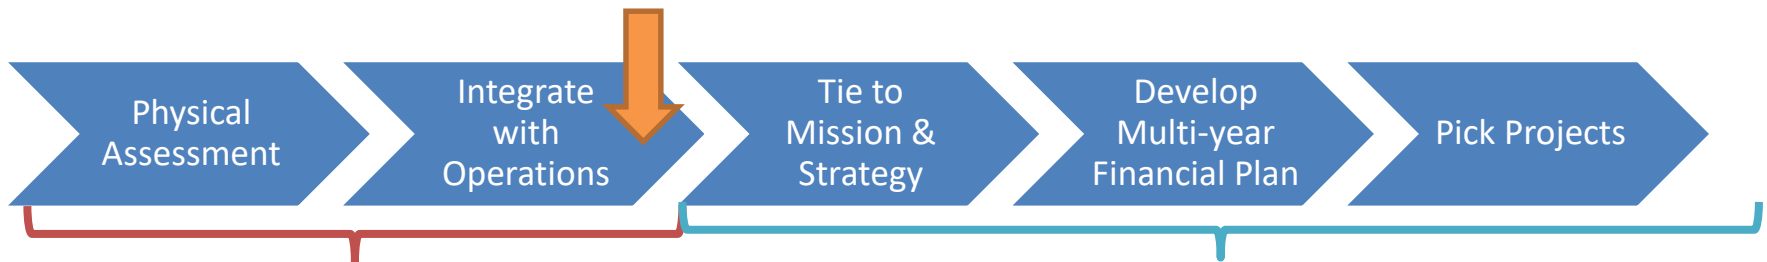 Physical
Assessment
Integrate
with
Operations
Tie to
Mission &
Strategy
Develop
Multi-year
Financial Plan
Pick Projects